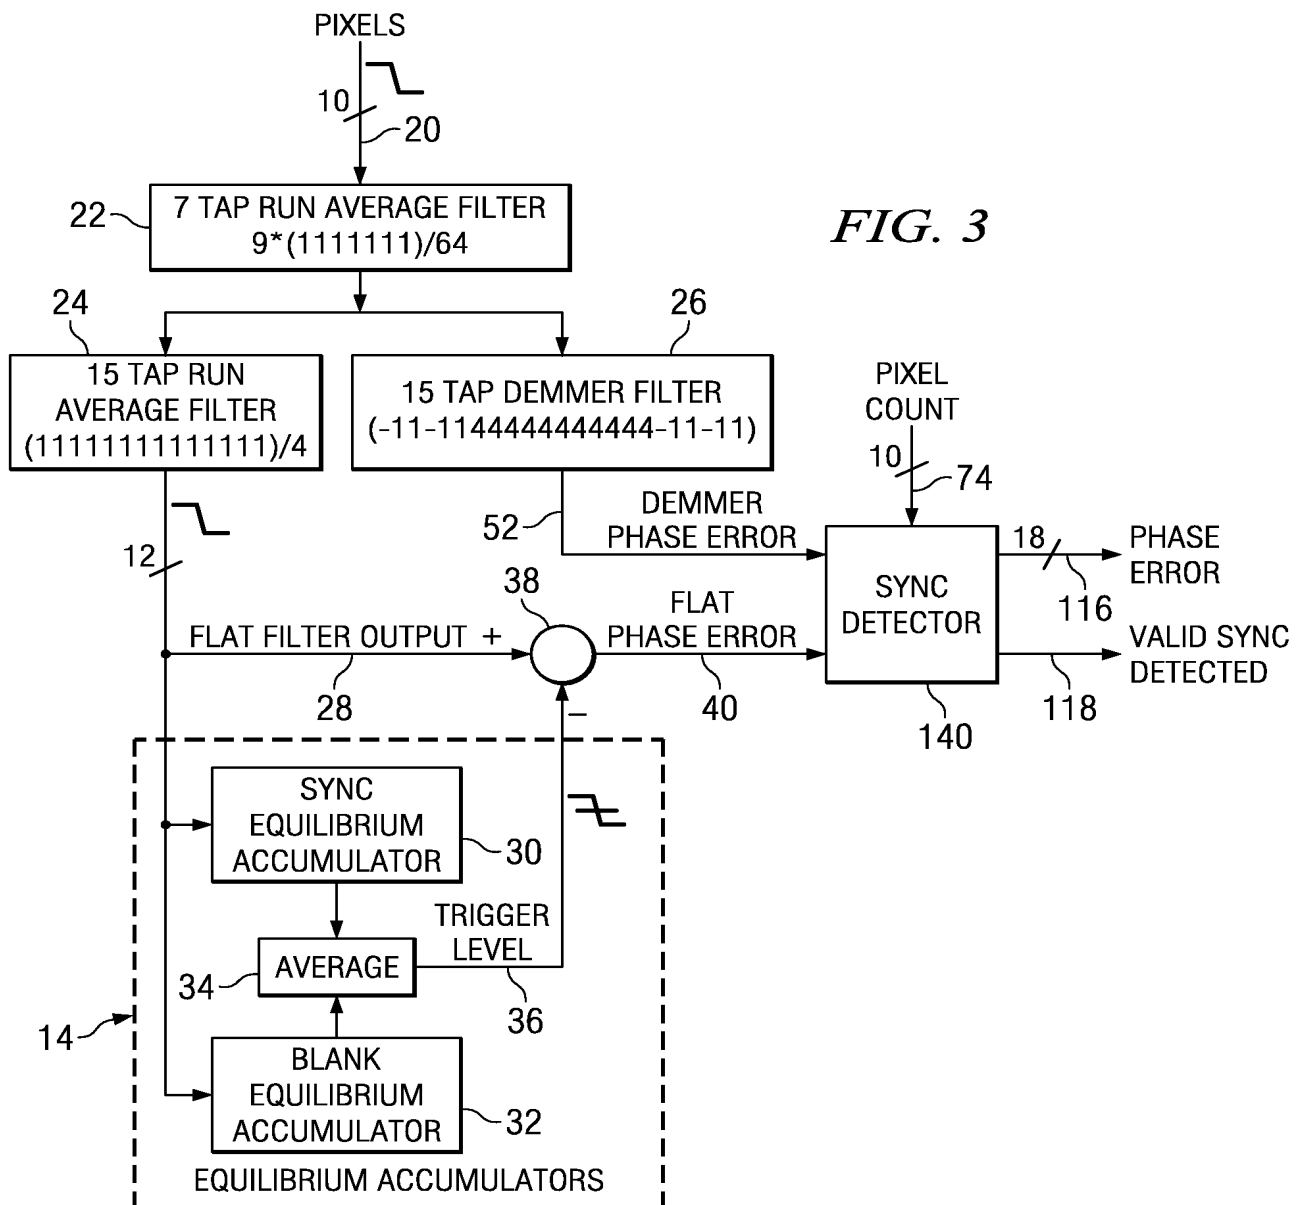 PIXELS
10
20
22
7 TAP RUN AVERAGE FILTER
9*(1111111)/64
FIG. 3
24
26
15 TAP RUN
AVERAGE FILTER
(111111111111111)/4
15 TAP DEMMER FILTER
(-11-1144444444444-11-11)
PIXEL
COUNT
10
74
52
DEMMER
PHASE ERROR
12
18
116
PHASE
ERROR
SYNC
DETECTOR
38
FLAT FILTER OUTPUT +
28
–
FLAT
PHASE ERROR
40
140
118
VALID SYNC
DETECTED
SYNC
EQUILIBRIUM
ACCUMULATOR
30
TRIGGER
LEVEL
34
AVERAGE
36
14
BLANK
EQUILIBRIUM
ACCUMULATOR
32
EQUILIBRIUM ACCUMULATORS